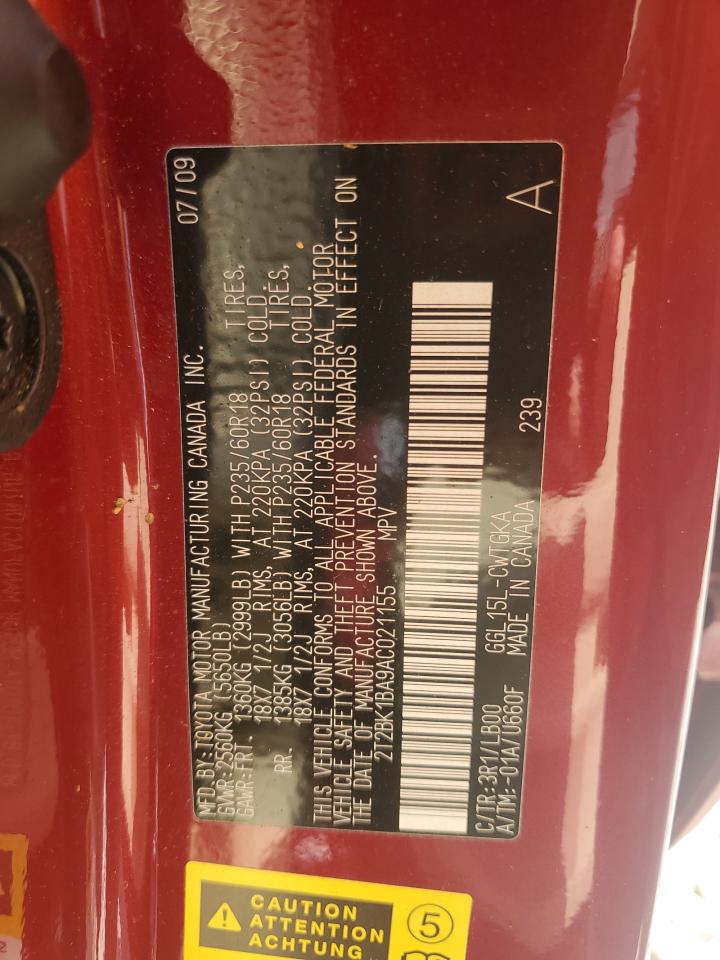 MFD.BY:TOYOTA MOTOR MANUFACTURING CANADA INC. 07/09
GVWR:2560KG (5650LB)
GAWR:FRT. 1360KG (2999LB) WITH P235/60R18 TIRES,
18X7 1/2J RIMS, AT 220KPA (32PSI) COLD.
RR. 1385KG (3056LB) WITH P235/60R18 TIRES,
18X7 1/2J RIMS, AT 220KPA (32PSI) COLD.
THIS VEHICLE CONFORMS TO ALL APPLICABLE FEDERAL MOTOR
VEHICLE SAFETY AND THEFT PREVENTION STANDARDS IN EFFECT ON
THE DATE OF MANUFACTURE SHOWN ABOVE.
2T2BK1BA9AC021155 MPV
C/TR:3R1/LB00 GGL15L-CWTGKA 239 A
A/TM:-01A/U660F MADE IN CANADA
CAUTION
ATTENTION
ACHTUNG
5